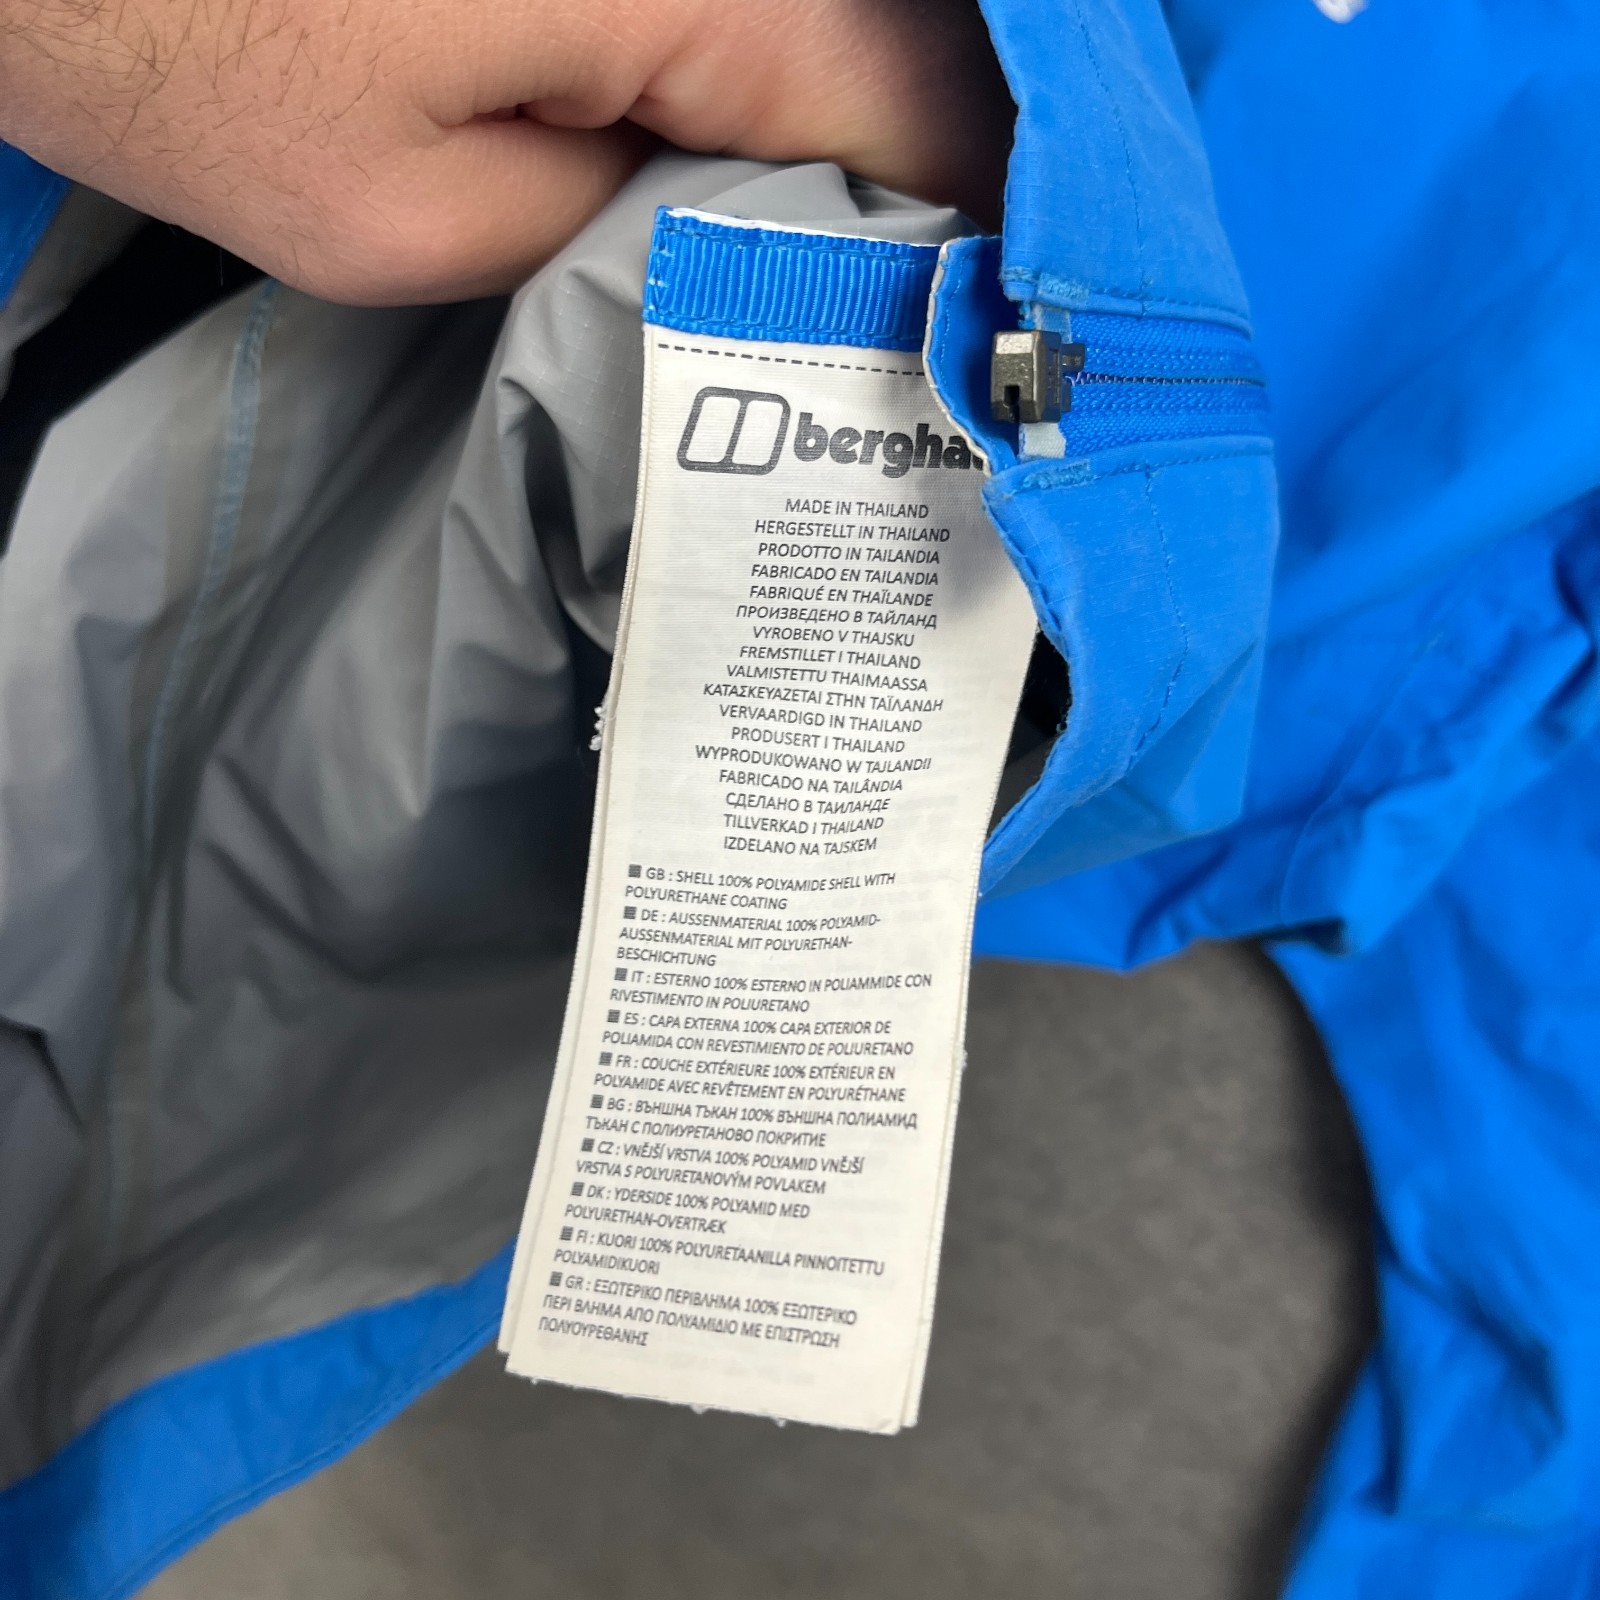 bergha
MADE IN THAILAND
HERGESTELLT IN THAILAND
PRODOTTO IN TAILANDIA
FABRICADO EN TAILANDIA
FABRIQUÉ EN THAÏLANDE
ПРОИЗВЕДЕНО В ТАЙЛАНД
VYROBENO V THAJSKU
FREMSTILLET I THAILAND
VALMISTETTU THAIMAASSA
ΚΑΤΑΣΚΕΥΑΖΕΤΑΙ ΣΤΗΝ ΤΑΪΛΑΝΔΗ
VERVAARDIGD IN THAILAND
PRODUSERT I THAILAND
WYPRODUKOWANO W TAJLANDII
FABRICADO NA TAILÂNDIA
СДЕЛАНО В ТАИЛАНДЕ
TILLVERKAD I THAILAND
IZDELANO NA TAJSKEM
GB : SHELL 100% POLYAMIDE SHELL WITH
POLYURETHANE COATING
DE : AUSSENMATERIAL 100% POLYAMID-
AUSSENMATERIAL MIT POLYURETHAN-
BESCHICHTUNG
IT : ESTERNO 100% ESTERNO IN POLIAMMIDE CON
RIVESTIMENTO IN POLIURETANO
ES : CAPA EXTERNA 100% CAPA EXTERIOR DE
POLIAMIDA CON REVESTIMIENTO DE POLIURETANO
FR : COUCHE EXTÉRIEURE 100% EXTÉRIEUR EN
POLYAMIDE AVEC REVÊTEMENT EN POLYURÉTHANE
BG : ВЪНШНА ТЪКАН 100% ВЪНШНА ПОЛИАМИД
ТЪКАН С ПОЛИУРЕТАНОВО ПОКРИТИЕ
CZ : VNĚJŠÍ VRSTVA 100% POLYAMID VNĚJŠÍ
VRSTVA S POLYURETANOVÝM POVLAKEM
DK : YDERSIDE 100% POLYAMID MED
POLYURETHAN-OVERTRÆK
FI : KUORI 100% POLYURETAANILLA PINNOITETTU
POLYAMIDIKUORI
GR : ΕΞΩΤΕΡΙΚΟ ΠΕΡΙΒΛΗΜΑ 100% ΕΞΩΤΕΡΙΚΟ
ΠΕΡΙ ΒΛΗΜΑ ΑΠΟ ΠΟΛΥΑΜΙΔΙΟ ΜΕ ΕΠΙΣΤΡΩΣΗ
ΠΟΛΥΟΥΡΕΘΑΝΗΣ